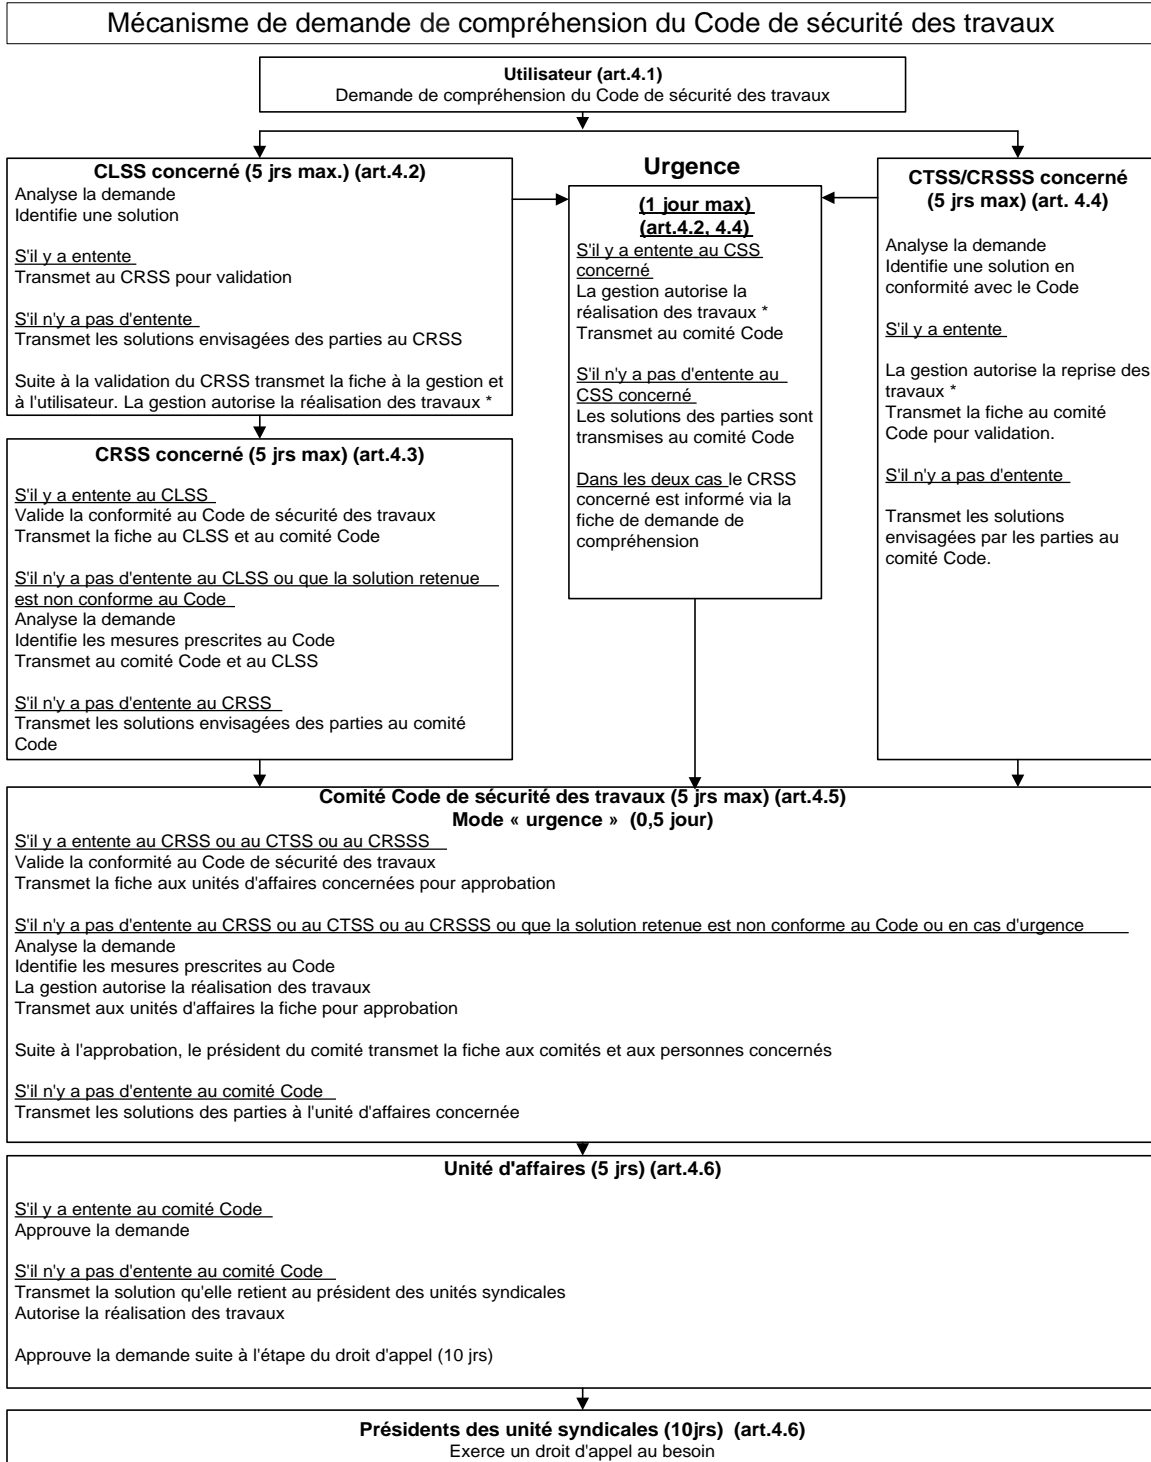 Mécanisme de demande de compréhension du Code de sécurité des travaux
Utilisateur (art.4.1)
Demande de compréhension du Code de sécurité des travaux
CLSS concerné (5 jrs max.) (art.4.2)
Analyse la demande
Identifie une solution
S'il y a entente
Transmet au CRSS pour validation
S'il n'y a pas d'entente
Transmet les solutions envisagées des parties au CRSS
Suite à la validation du CRSS transmet la fiche à la gestion et
à l'utilisateur. La gestion autorise la réalisation des travaux *
CRSS concerné (5 jrs max) (art.4.3)
S'il y a entente au CLSS
Valide la conformité au Code de sécurité des travaux
Transmet la fiche au CLSS et au comité Code
S'il n'y a pas d'entente au CLSS ou que la solution retenue
est non conforme au Code
Analyse la demande
Identifie les mesures prescrites au Code
Transmet au comité Code et au CLSS
S'il n'y a pas d'entente au CRSS
Transmet les solutions envisagées des parties au comité
Code
Urgence
(1 jour max)
(art.4.2, 4.4)
S'il y a entente au CSS
concerné
La gestion autorise la
réalisation des travaux *
Transmet au comité Code
S'il n'y a pas d'entente au
CSS concerné
Les solutions des parties sont
transmises au comité Code
Dans les deux cas le CRSS
concerné est informé via la
fiche de demande de
compréhension
CTSS/CRSSS concerné
(5 jrs max) (art. 4.4)
Analyse la demande
Identifie une solution en
conformité avec le Code
S'il y a entente
La gestion autorise la reprise des
travaux *
Transmet la fiche au comité
Code pour validation.
S'il n'y a pas d'entente
Transmet les solutions
envisagées par les parties au
comité Code.
Comité Code de sécurité des travaux (5 jrs max) (art.4.5)
Mode « urgence » (0,5 jour)
S'il y a entente au CRSS ou au CTSS ou au CRSSS
Valide la conformité au Code de sécurité des travaux
Transmet la fiche aux unités d'affaires concernées pour approbation
S'il n'y a pas d'entente au CRSS ou au CTSS ou au CRSSS ou que la solution retenue est non conforme au Code ou en cas d'urgence
Analyse la demande
Identifie les mesures prescrites au Code
La gestion autorise la réalisation des travaux
Transmet aux unités d'affaires la fiche pour approbation
Suite à l'approbation, le président du comité transmet la fiche aux comités et aux personnes concernés
S'il n'y a pas d'entente au comité Code
Transmet les solutions des parties à l'unité d'affaires concernée
Unité d'affaires (5 jrs) (art.4.6)
S'il y a entente au comité Code
Approuve la demande
S'il n'y a pas d'entente au comité Code
Transmet la solution qu'elle retient au président des unités syndicales
Autorise la réalisation des travaux
Approuve la demande suite à l'étape du droit d'appel (10 jrs)
Présidents des unité syndicales (10jrs) (art.4.6)
Exerce un droit d'appel au besoin